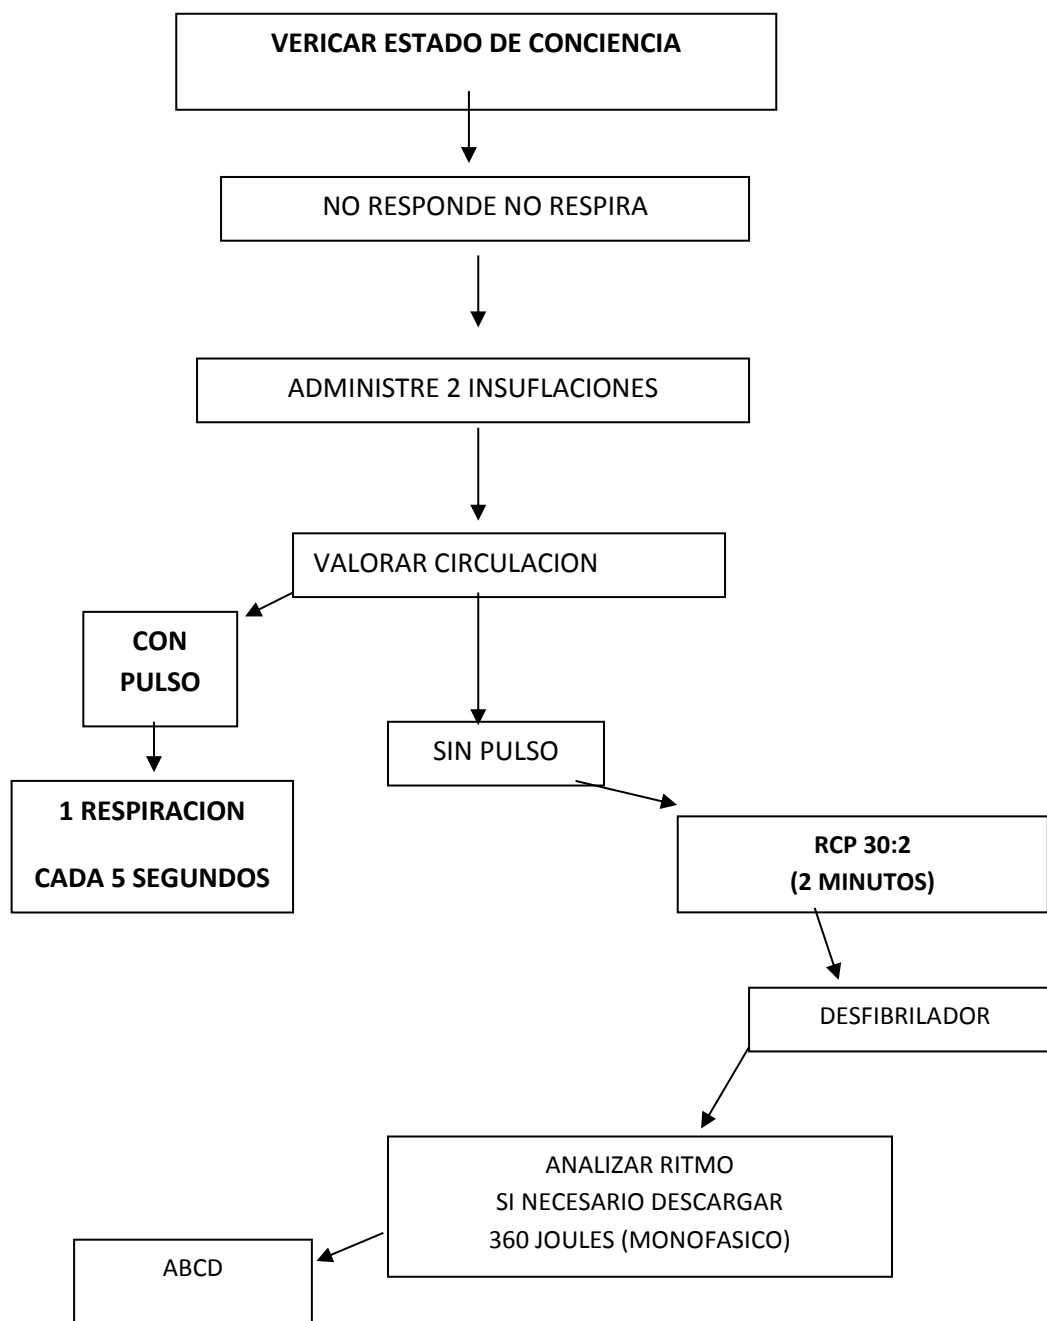 VERICAR ESTADO DE CONCIENCIA
NO RESPONDE NO RESPIRA
ADMINISTRE 2 INSUFLACIONES
VALORAR CIRCULACION
CON
PULSO
SIN PULSO
1 RESPIRACION
CADA 5 SEGUNDOS
RCP 30:2
(2 MINUTOS)
DESFIBRILADOR
ANALIZAR RITMO
SI NECESARIO DESCARGAR
360 JOULES (MONOFASICO)
ABCD